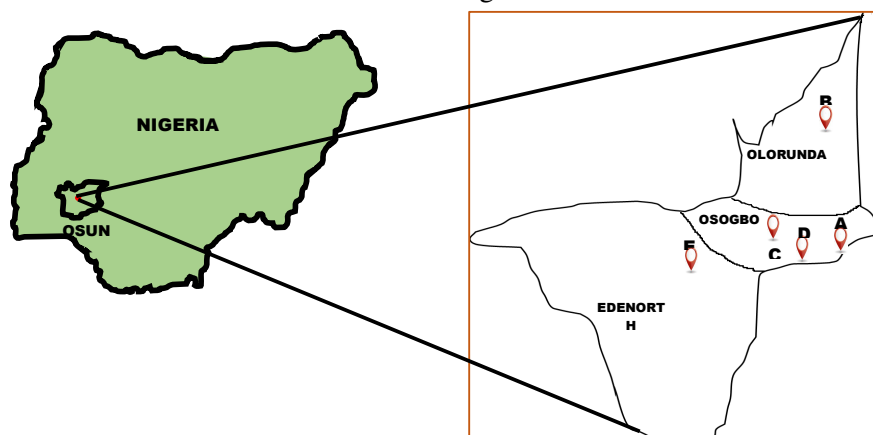 NIGERIA
OSUN
OLORUNDA
OSOGBO
A
D
C
EDENORT
H